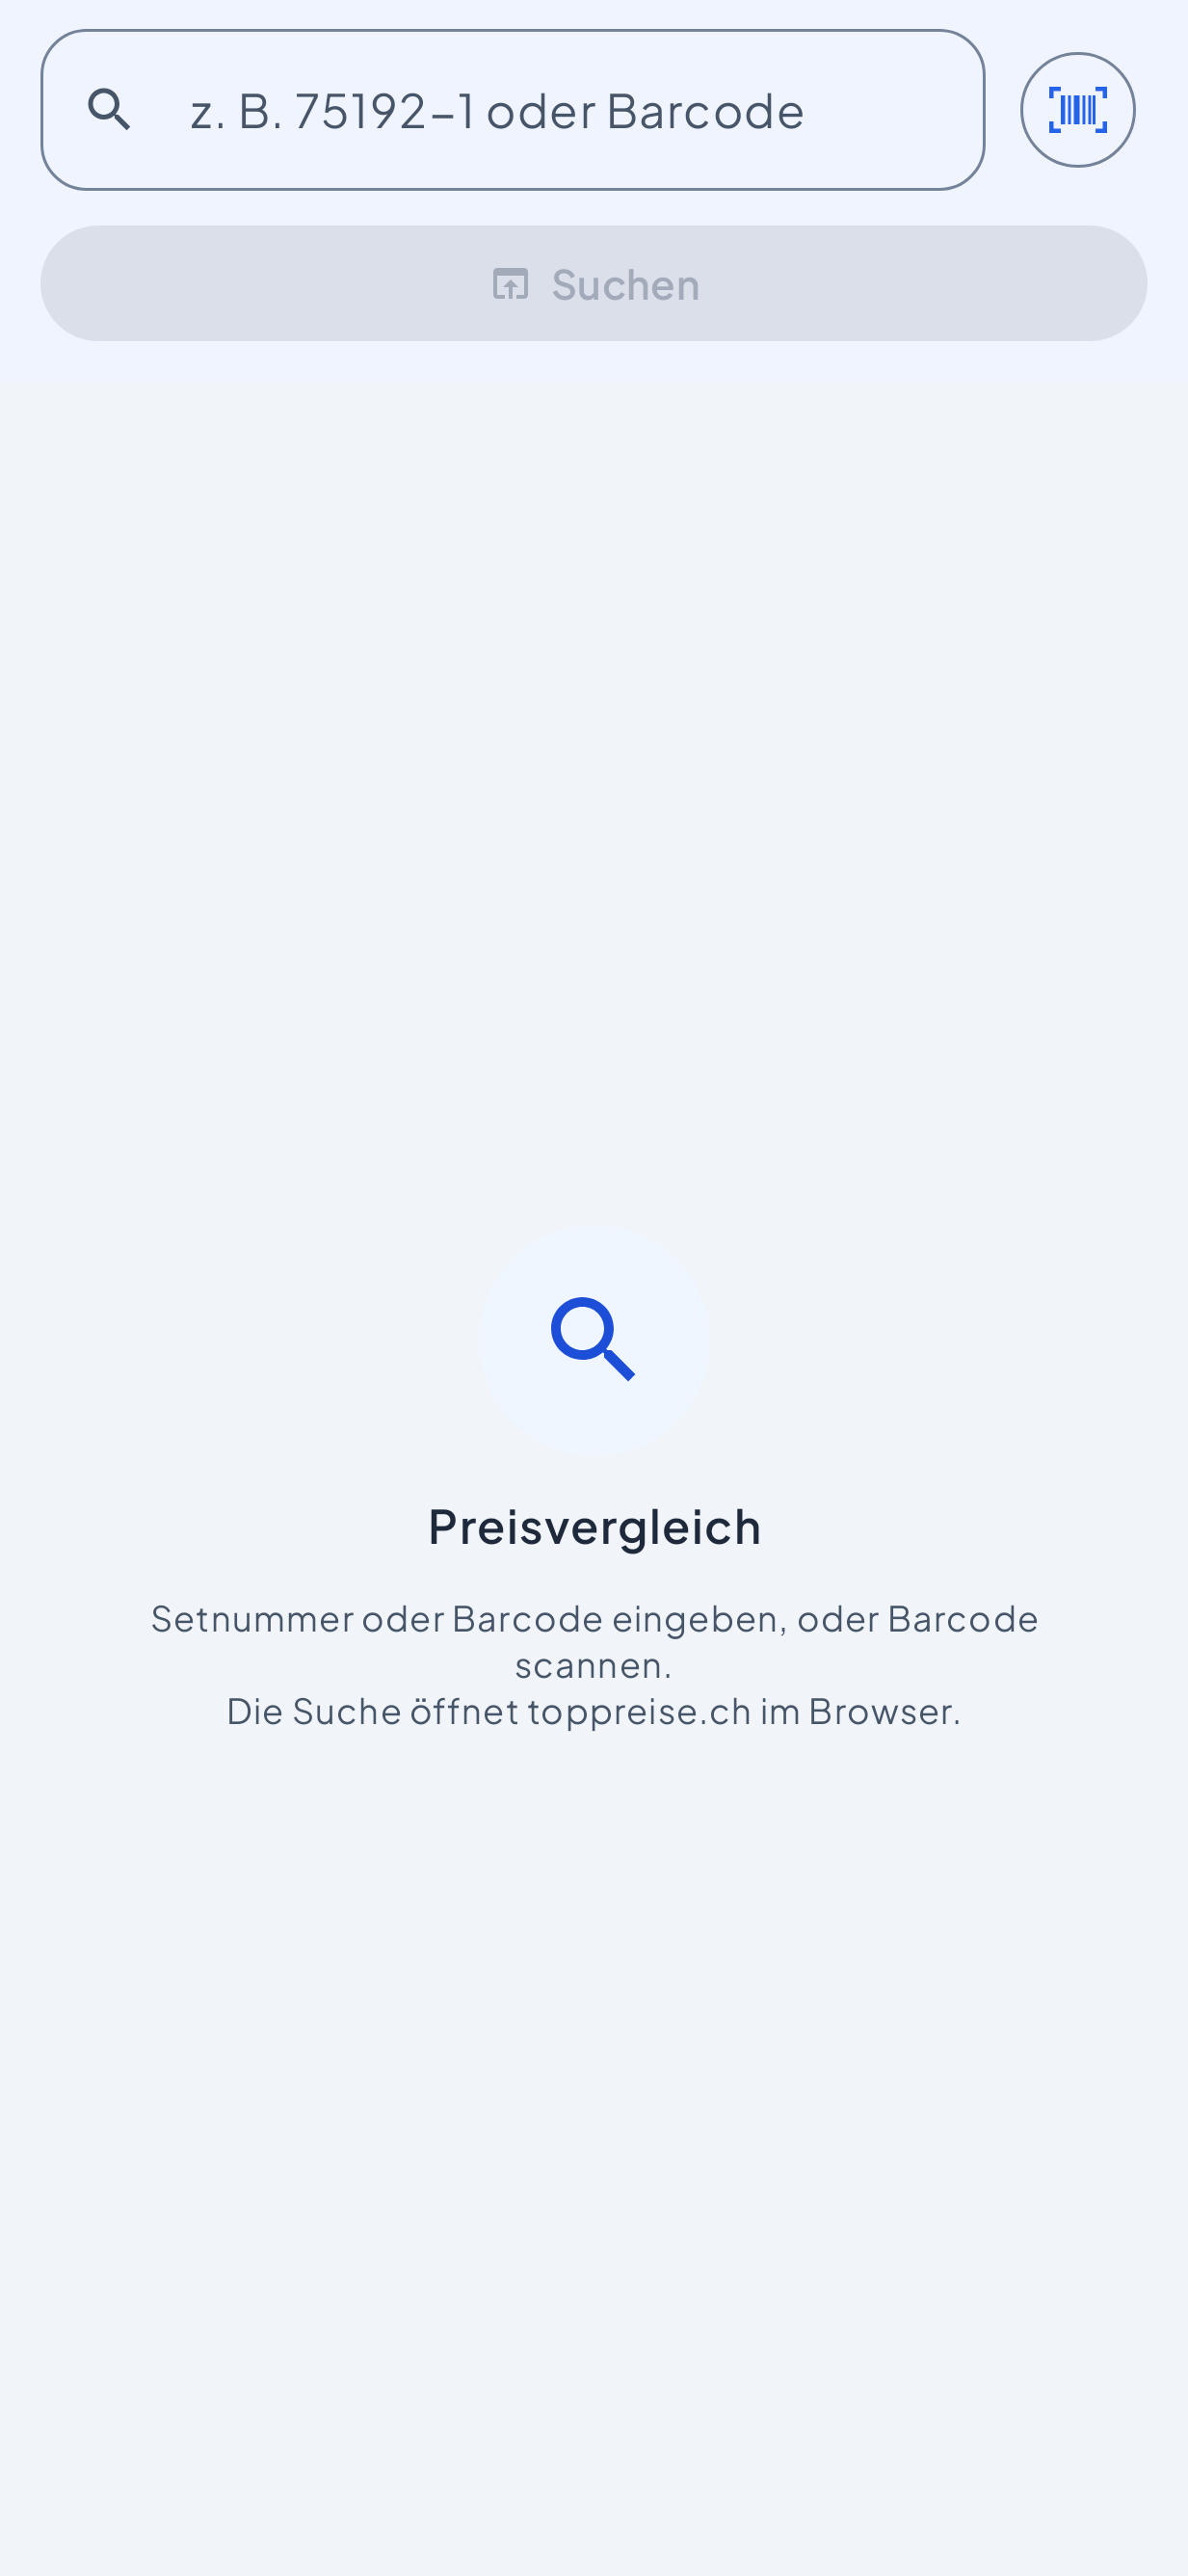 z. B. 75192-1 oder Barcode
Suchen
Preisvergleich
Setnummer oder Barcode eingeben, oder Barcode
scannen.
Die Suche öffnet toppreise.ch im Browser.